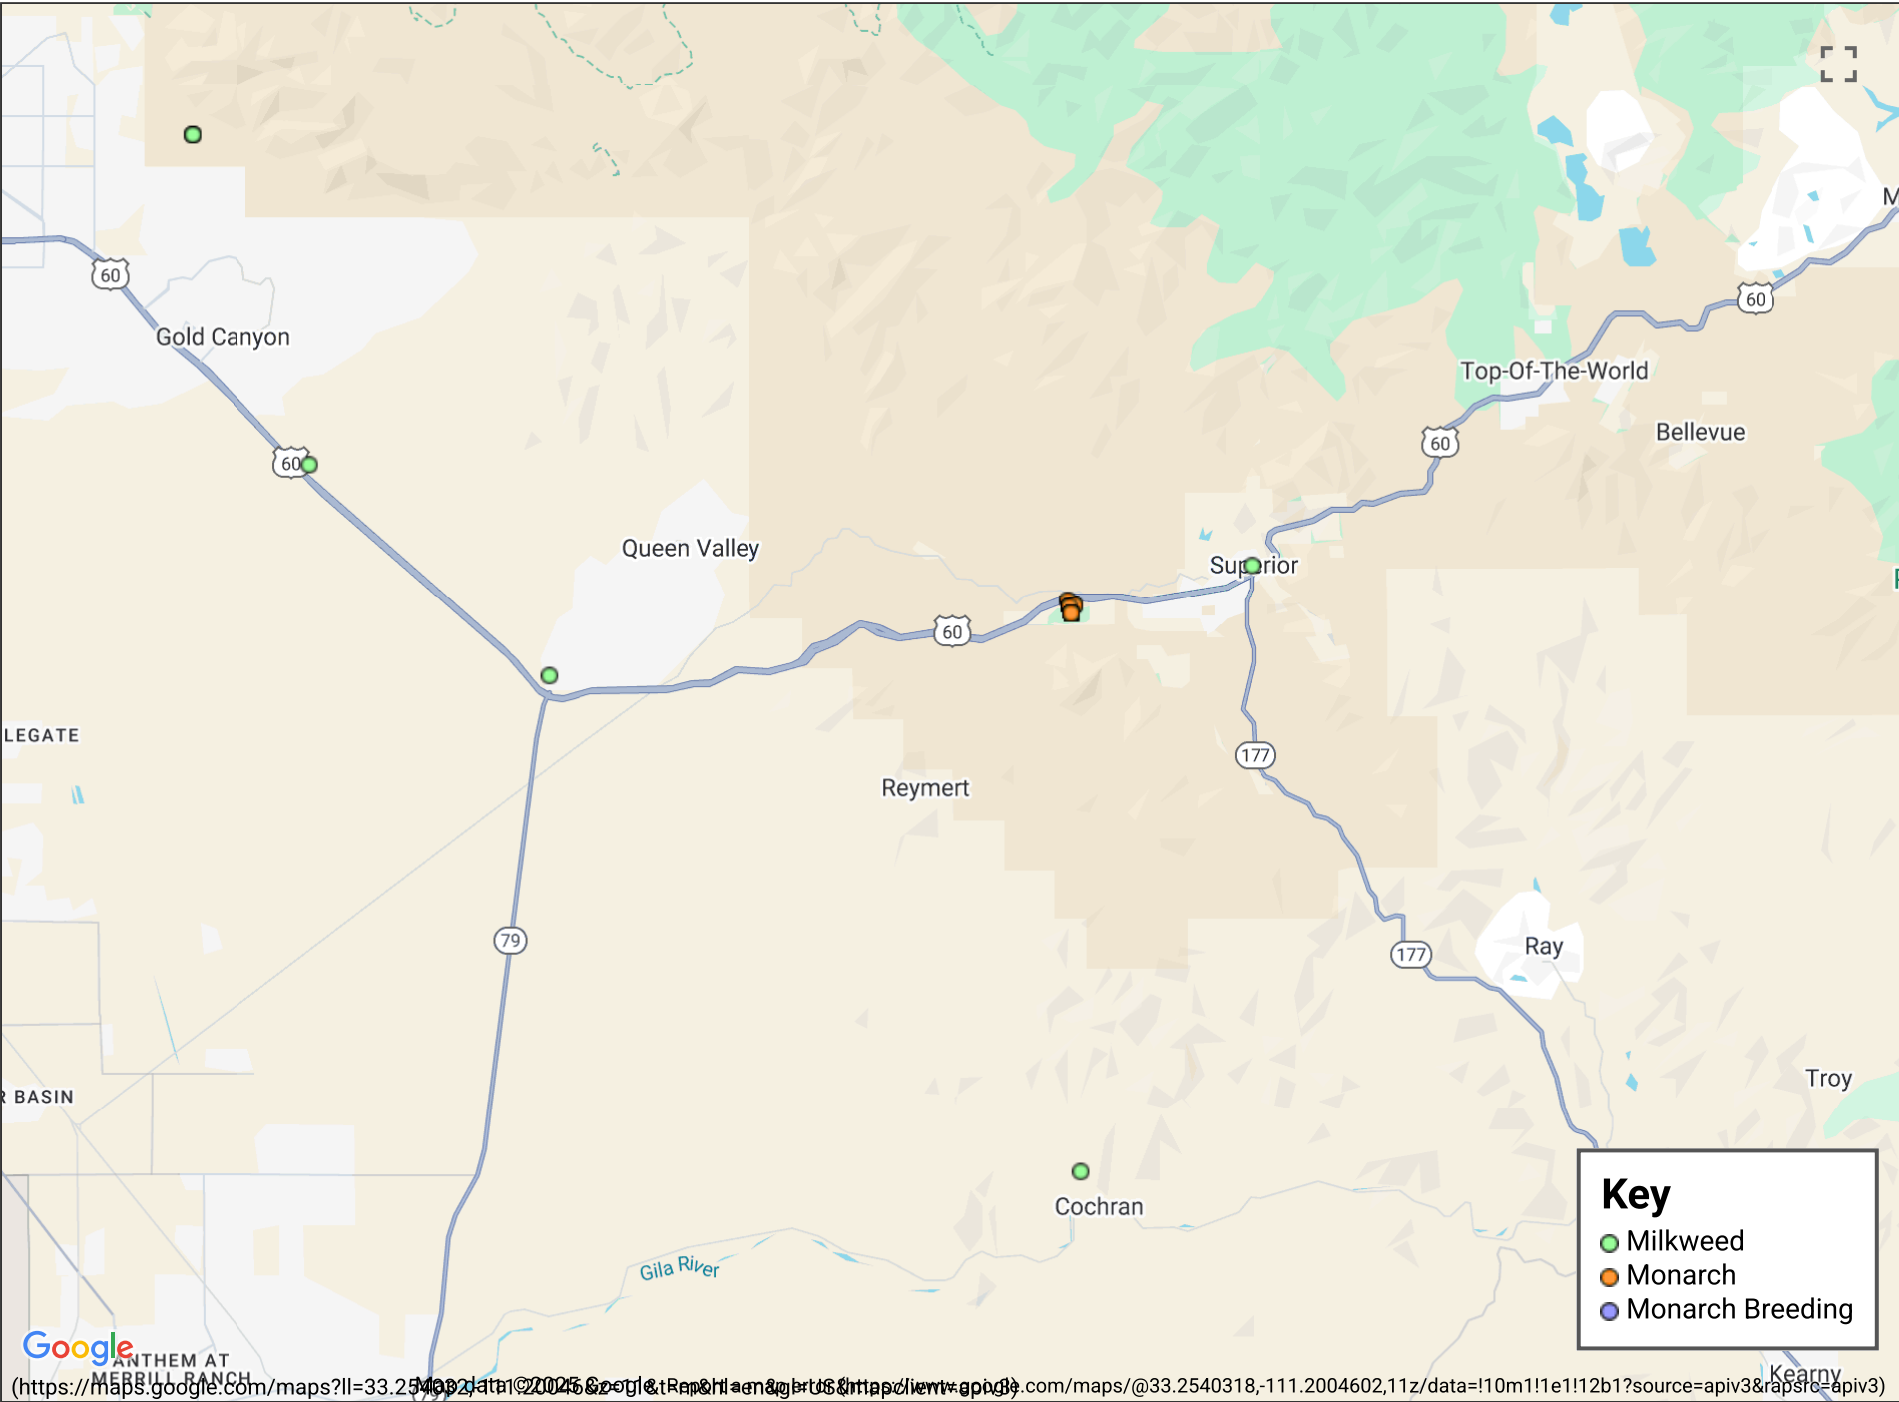 M
60
Gold Canyon
60
Top-Of-The-World
Bellevue
60
60
Queen Valley
Superior
60
LEGATE
177
Reymert
79
Ray
177
R BASIN
Troy
Cochran
Gila River
Key
Milkweed
Monarch
Monarch Breeding
Google
ANTHEM AT
MERRILL RANCH
Kearny
79